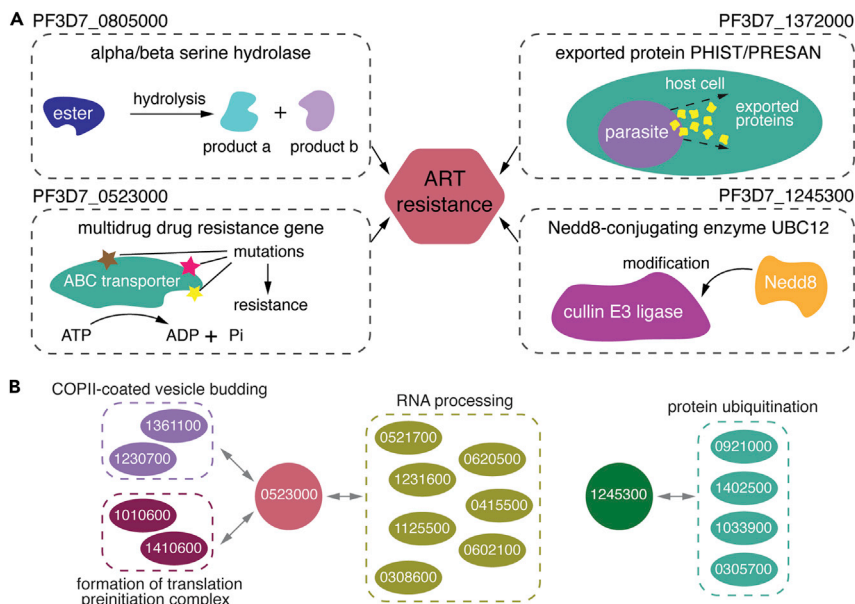 A
PF3D7_0805000
alpha/beta serine hydrolase
ester
hydrolysis
+
product a
product b
PF3D7_1372000
exported protein PHIST/PRESAN
host cell
parasite
exported
proteins
ART
resistance
PF3D7_0523000
multidrug drug resistance gene
mutations
ABC transporter
resistance
ATP
ADP + Pi
PF3D7_1245300
Nedd8-conjugating enzyme UBC12
modification
Nedd8
cullin E3 ligase
B
COPII-coated vesicle budding
1361100
1230700
1010600
1410600
formation of translation
preinitiation complex
0523000
RNA processing
0521700
0620500
1231600
0415500
1125500
0602100
0308600
1245300
protein ubiquitination
0921000
1402500
1033900
0305700